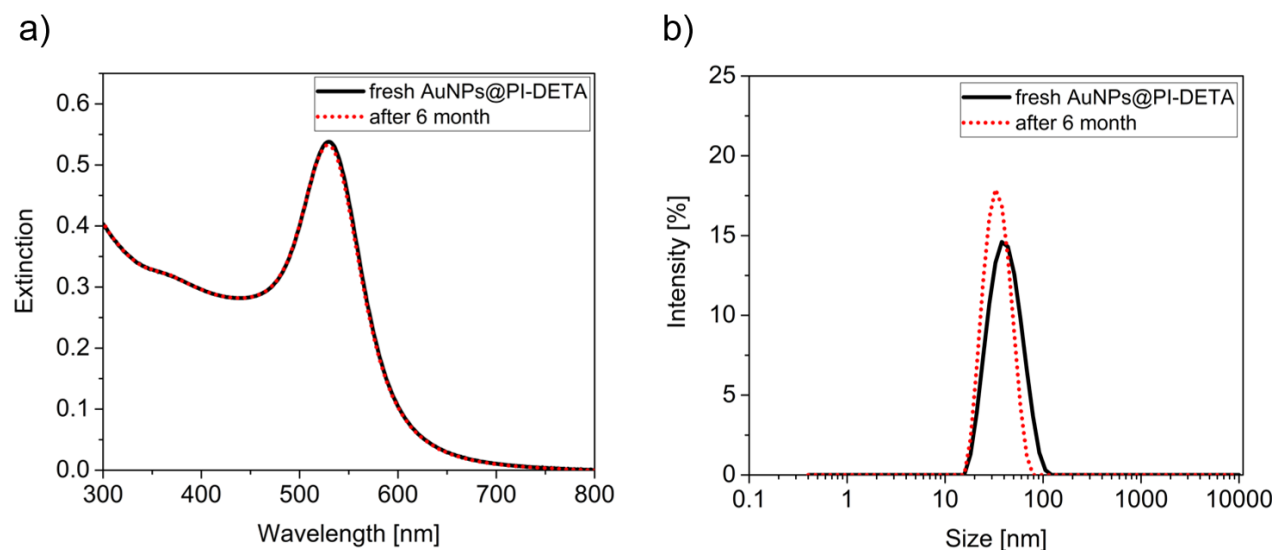 a)
fresh AuNPs@PI-DETA
after 6 month
0.6
0.5
0.4
0.3
0.2
0.1
0.0
Extinction
300 400 500 600 700 800
Wavelength [nm]
b)
fresh AuNPs@PI-DETA
after 6 month
25
20
15
10
5
0
Intensity [%]
0.1 1 10 100 1000 10000
Size [nm]